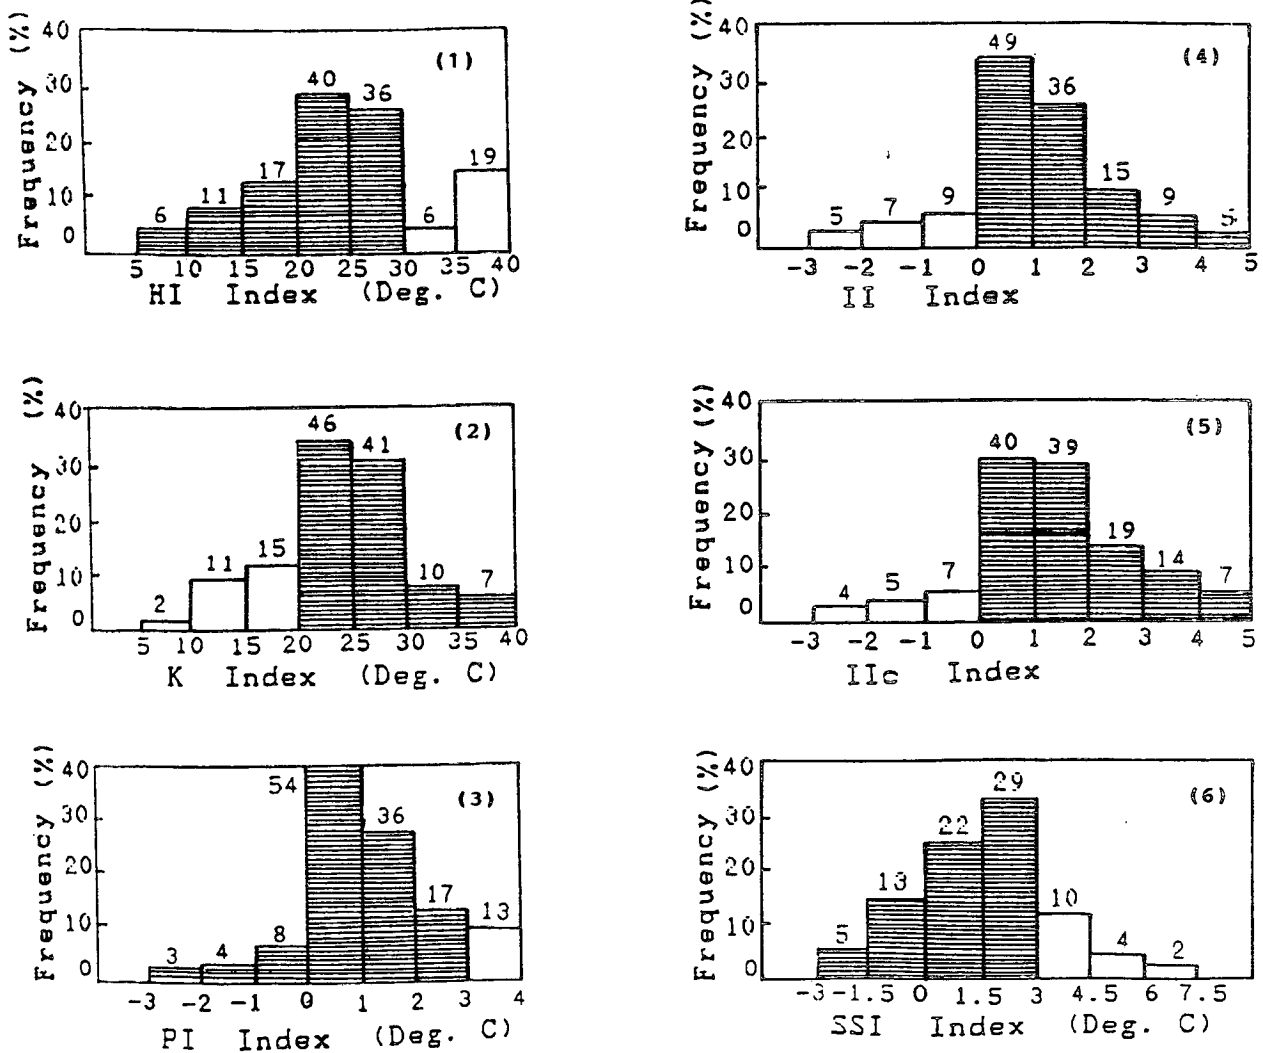 Frequency (%)
40
30
20
10
0
(1)
6 11 17 40 36 6 19
5 10 15 20 25 30 35 40
HI Index (Deg. C)
Frequency (%)
40
30
20
10
0
(4)
5 7 9 49 36 15 9 5
-3 -2 -1 0 1 2 3 4 5
II Index
Frequency (%)
40
30
20
10
0
(2)
2 11 15 46 41 10 7
5 10 15 20 25 30 35 40
K Index (Deg. C)
Frequency (%)
40
30
20
10
0
(5)
4 5 7 40 39 19 14 7
-3 -2 -1 0 1 2 3 4 5
IIc Index
Frequency (%)
40
30
20
10
0
(3)
3 4 8 54 36 17 13
-3 -2 -1 0 1 2 3 4
PI Index (Deg. C)
Frequency (%)
40
30
20
10
0
(6)
5 13 22 29 10 4 2
-3 -1.5 0 1.5 3 4.5 6 7.5
SSI Index (Deg. C)